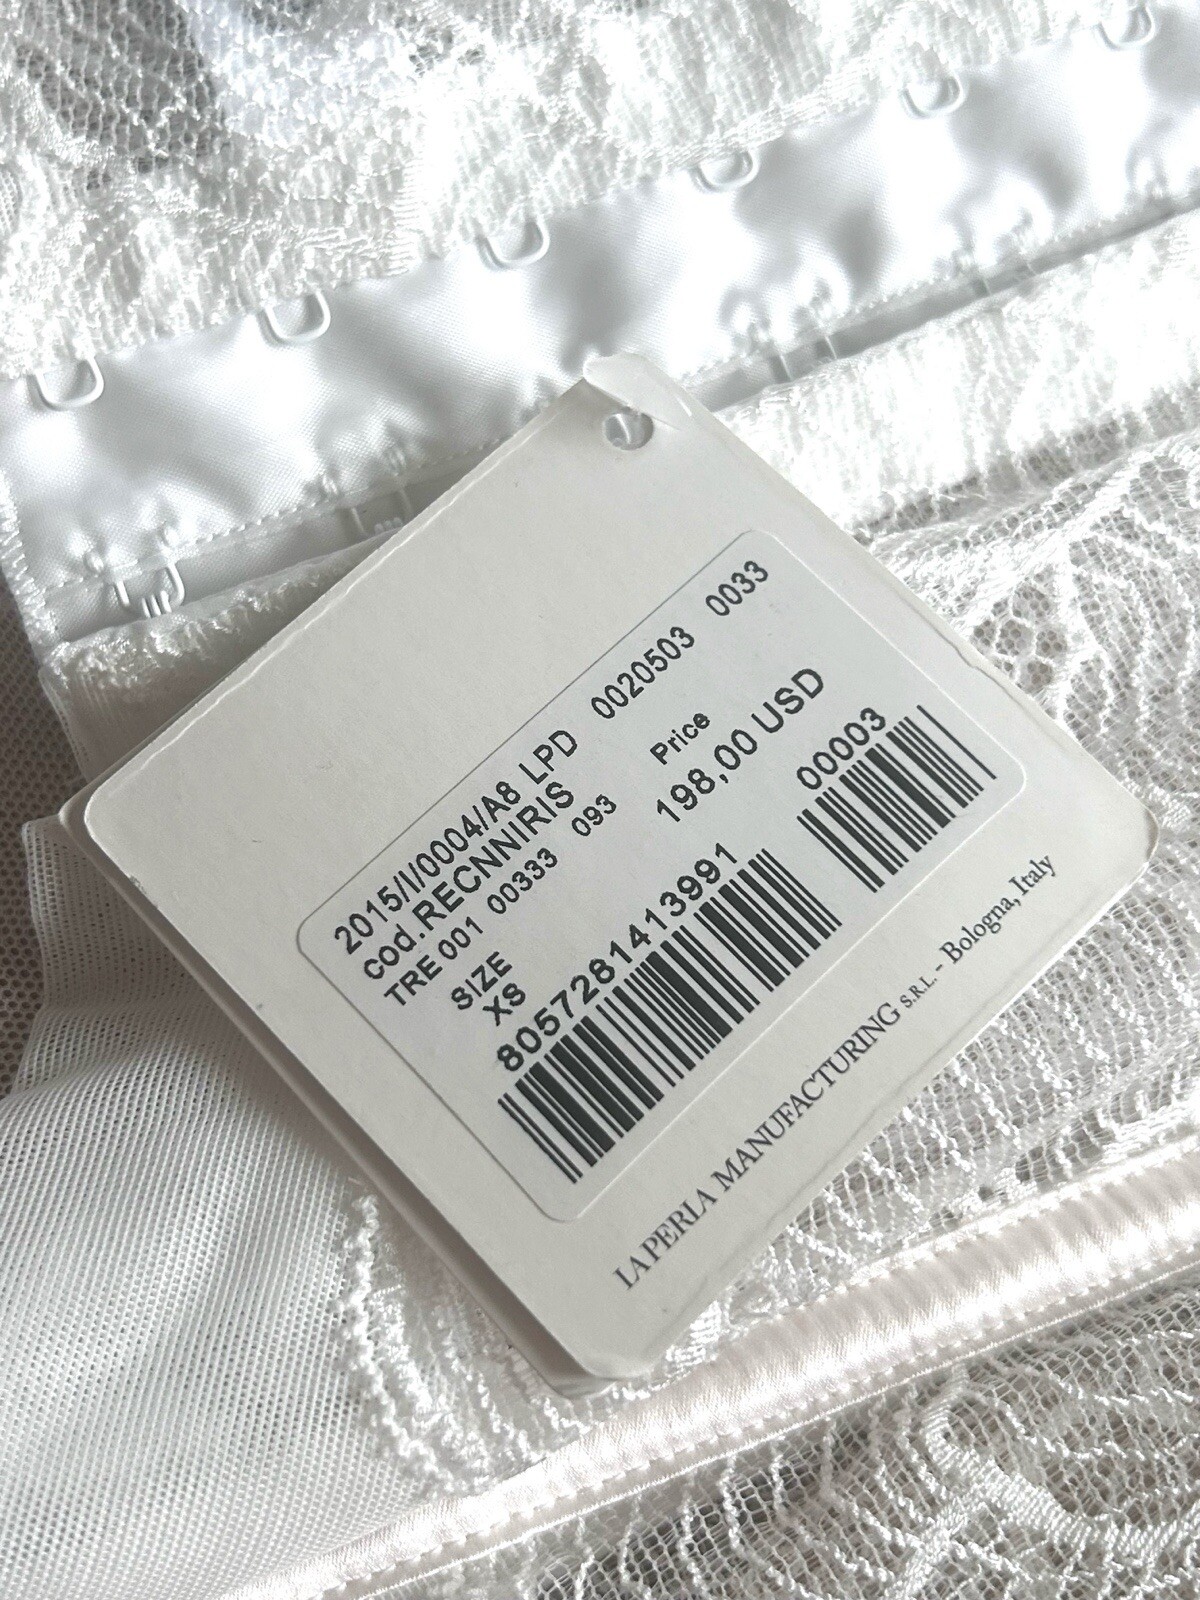 2015/I/0004/A8 LPD 0020503 0033
cod.RECNNIRIS
TRE 001 00333 093
Price
198,00 USD
SIZE
XS
8057281413991
00003
LA PERLA MANUFACTURING S.R.L. - Bologna, Italy